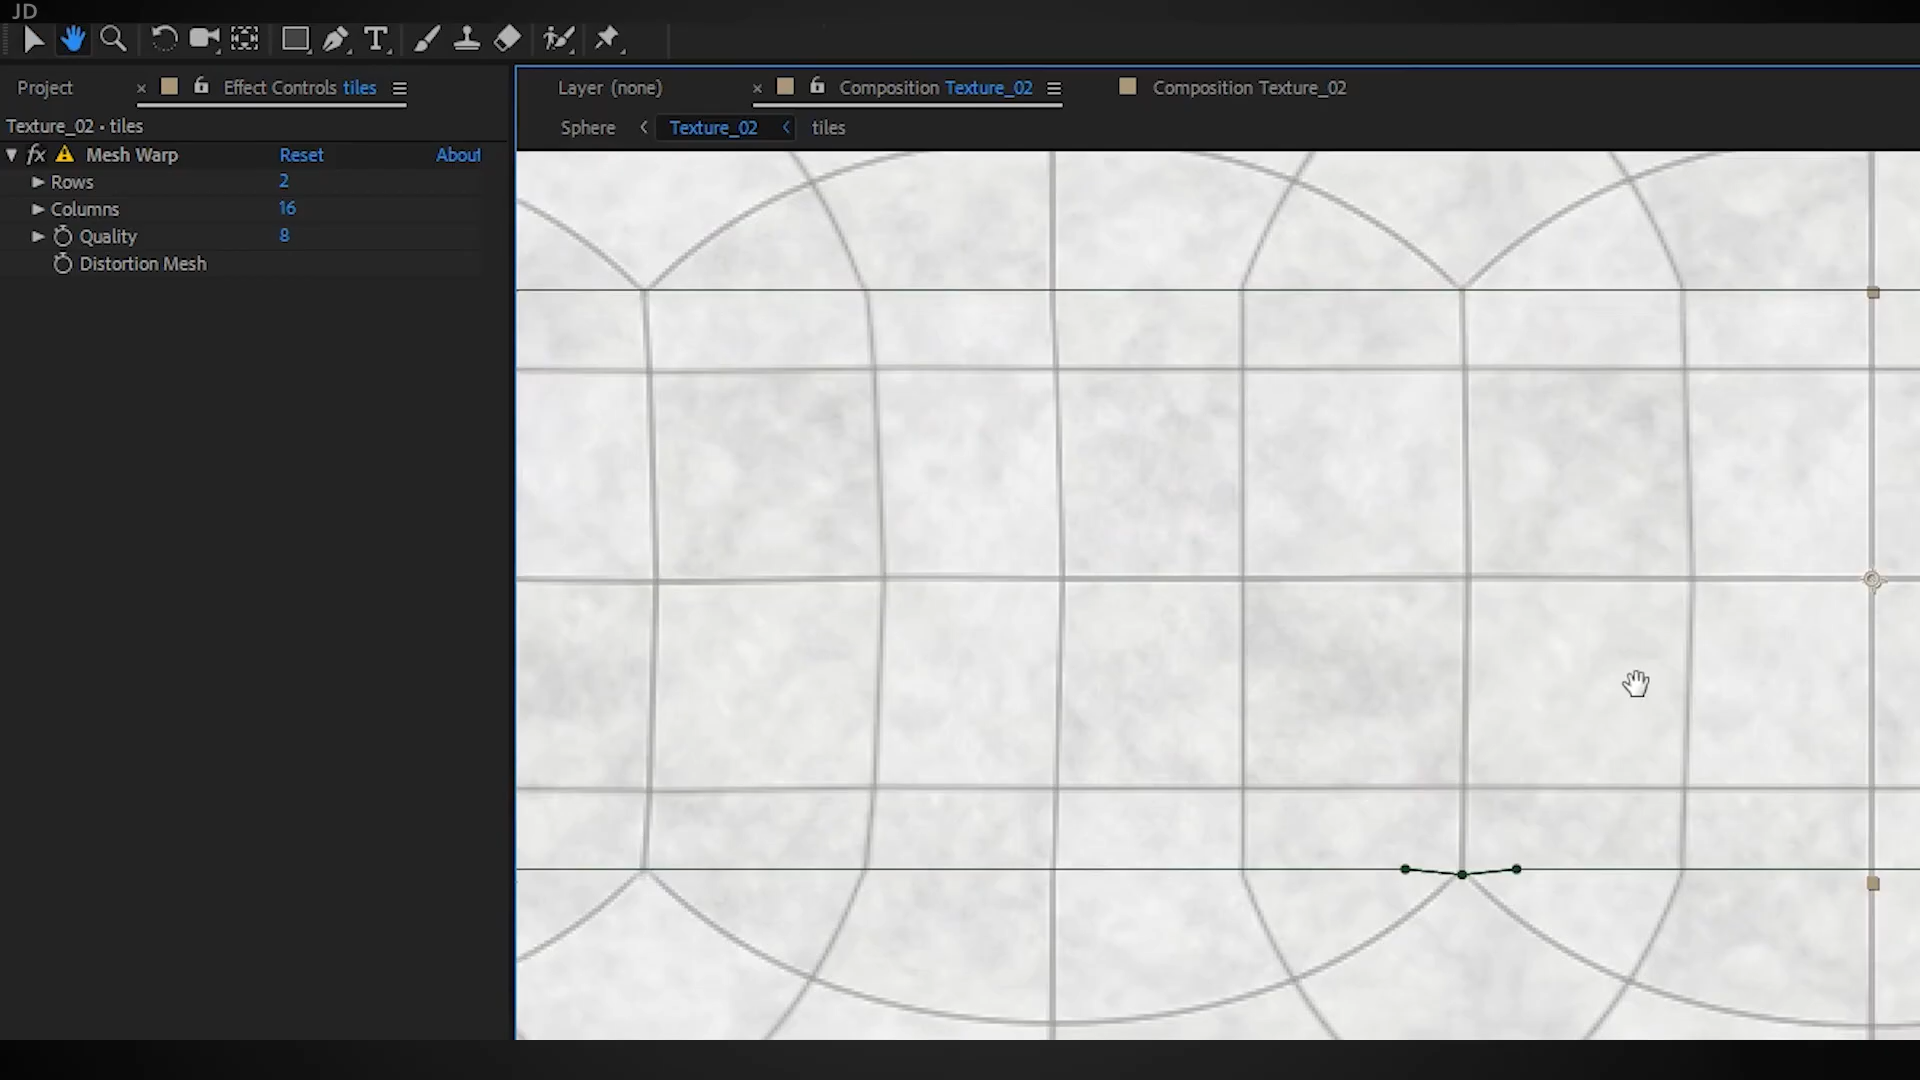 JD
T
Project
× Effect Controls tiles
Layer (none)
× Composition Texture_02
Composition Texture_02
Texture_02 • tiles
Sphere < Texture_02 < tiles
fx Mesh Warp Reset About
Rows 2
Columns 16
Quality 8
Distortion Mesh